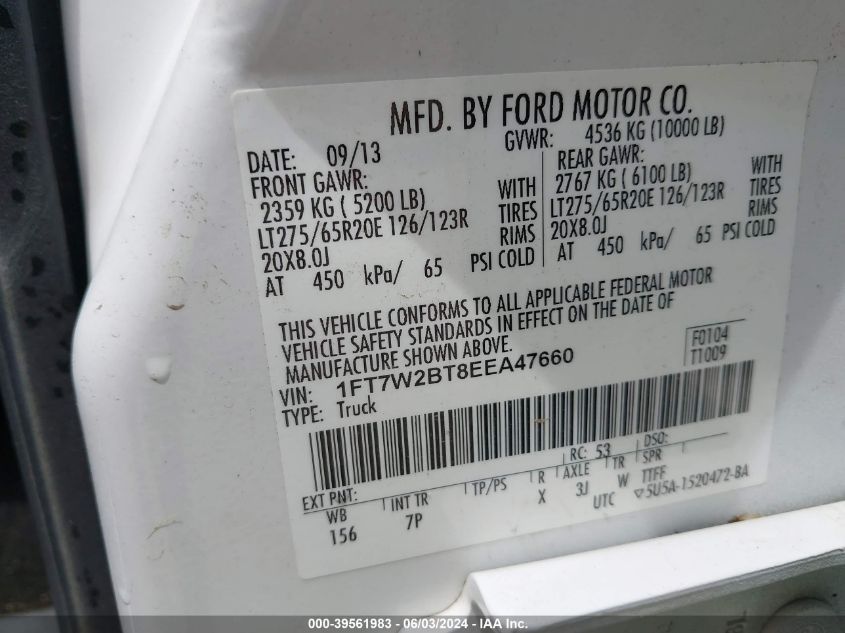 MFD. BY FORD MOTOR CO.
DATE: 09/13 GVWR: 4536 KG (10000 LB)
FRONT GAWR: REAR GAWR:
2359 KG ( 5200 LB) WITH 2767 KG ( 6100 LB) WITH
LT275/65R20E 126/123R TIRES LT275/65R20E 126/123R TIRES
20X8.0J RIMS 20X8.0J RIMS
AT 450 kPa/ 65 PSI COLD AT 450 kPa/ 65 PSI COLD
THIS VEHICLE CONFORMS TO ALL APPLICABLE FEDERAL MOTOR
VEHICLE SAFETY STANDARDS IN EFFECT ON THE DATE OF
MANUFACTURE SHOWN ABOVE.
VIN: 1FT7W2BT8EEA47660 F0104
TYPE: Truck T1009
EXT PNT: RC: 53 DSO:
WB INT TR TP/PS R AXLE TR SPR
156 7P X 3J W TTFF
UTC ▽5U5A-1520472-BA
000-39561983 - 06/03/2024 - IAA Inc.